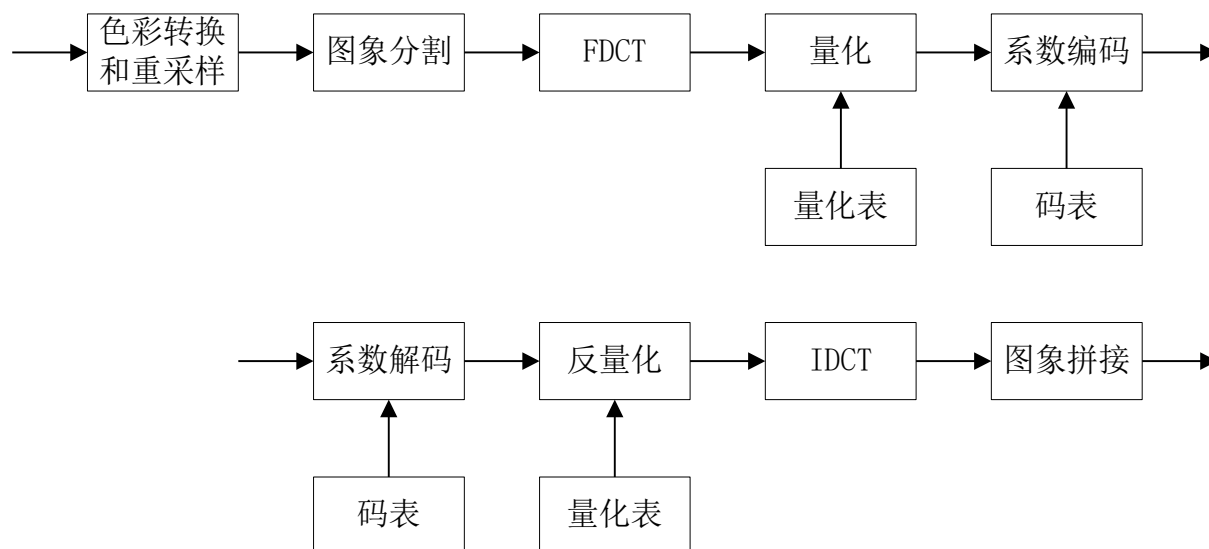 色彩转换
和重采样
图象分割
FDCT
量化
系数编码
量化表
码表
系数解码
反量化
IDCT
图象拼接
码表
量化表